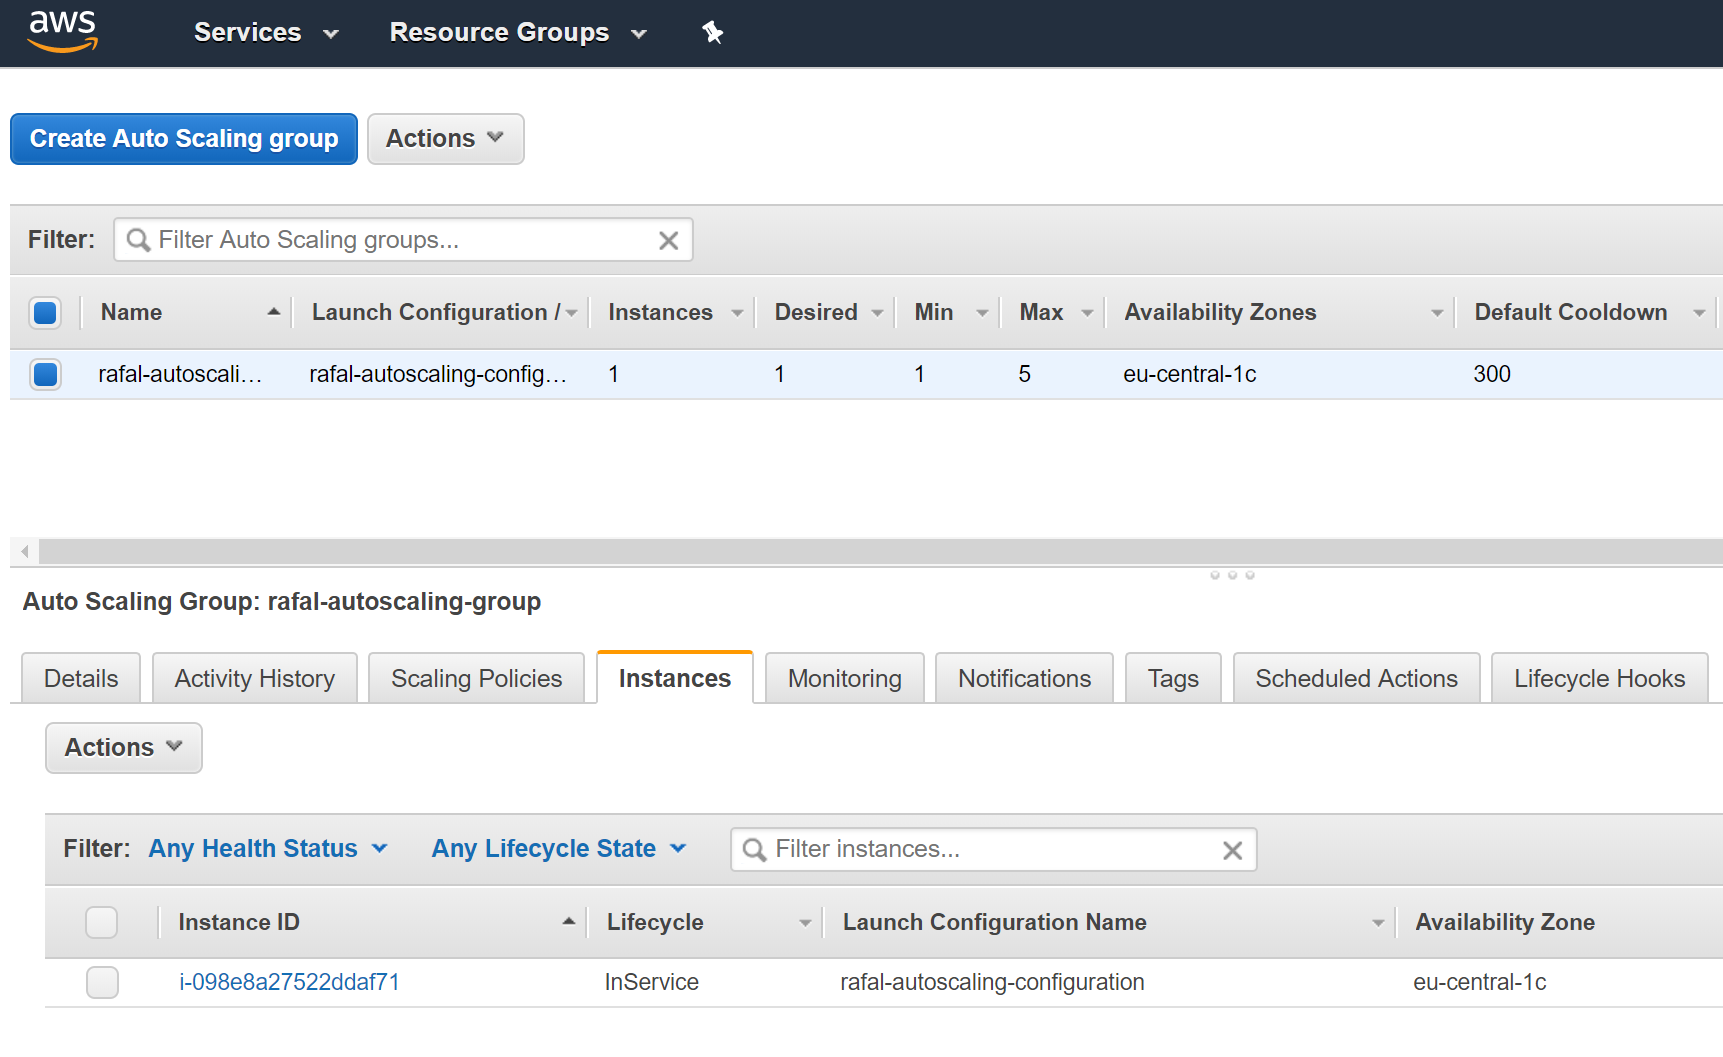 aws Services Resource Groups
Create Auto Scaling group Actions
Filter: Filter Auto Scaling groups...
Name Launch Configuration / Instances Desired Min Max Availability Zones Default Cooldown
rafal-autoscali... rafal-autoscaling-config... 1 1 1 5 eu-central-1c 300
Auto Scaling Group: rafal-autoscaling-group
Details Activity History Scaling Policies Instances Monitoring Notifications Tags Scheduled Actions Lifecycle Hooks
Actions
Filter: Any Health Status Any Lifecycle State Filter instances...
Instance ID Lifecycle Launch Configuration Name Availability Zone
i-098e8a27522ddaf71 InService rafal-autoscaling-configuration eu-central-1c